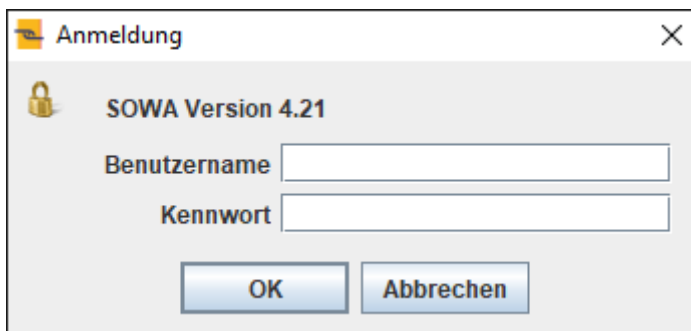 Anmeldung
SOWA Version 4.21
Benutzername
Kennwort
OK Abbrechen